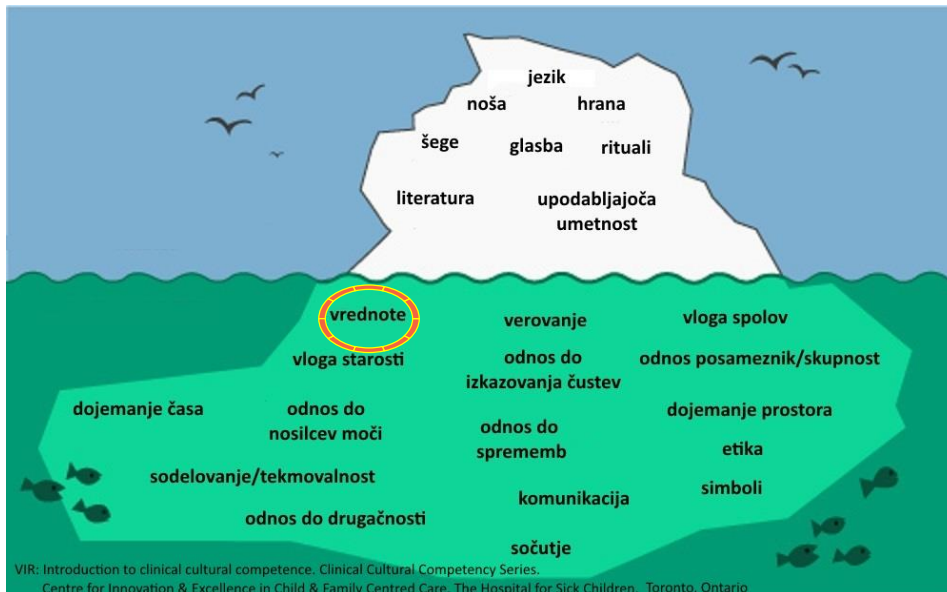 jezik
noša
hrana
šege
glasba
rituali
literatura
upodabljajoča
umetnost
vrednote
verovanje
vloga spolov
vloga starosti
odnos do
izkazovanja čustev
odnos posameznik/skupnost
dojemanje časa
odnos do
nosilcev moči
odnos do
sprememb
dojemanje prostora
etika
sodelovanje/tekmovalnost
komunikacija
simboli
odnos do drugačnosti
sočutje
VIR: Introduction to clinical cultural competence. Clinical Cultural Competency Series.
Centre for Innovation & Excellence in Child & Family Centred Care, The Hospital for Sick Children, Toronto, Ontario